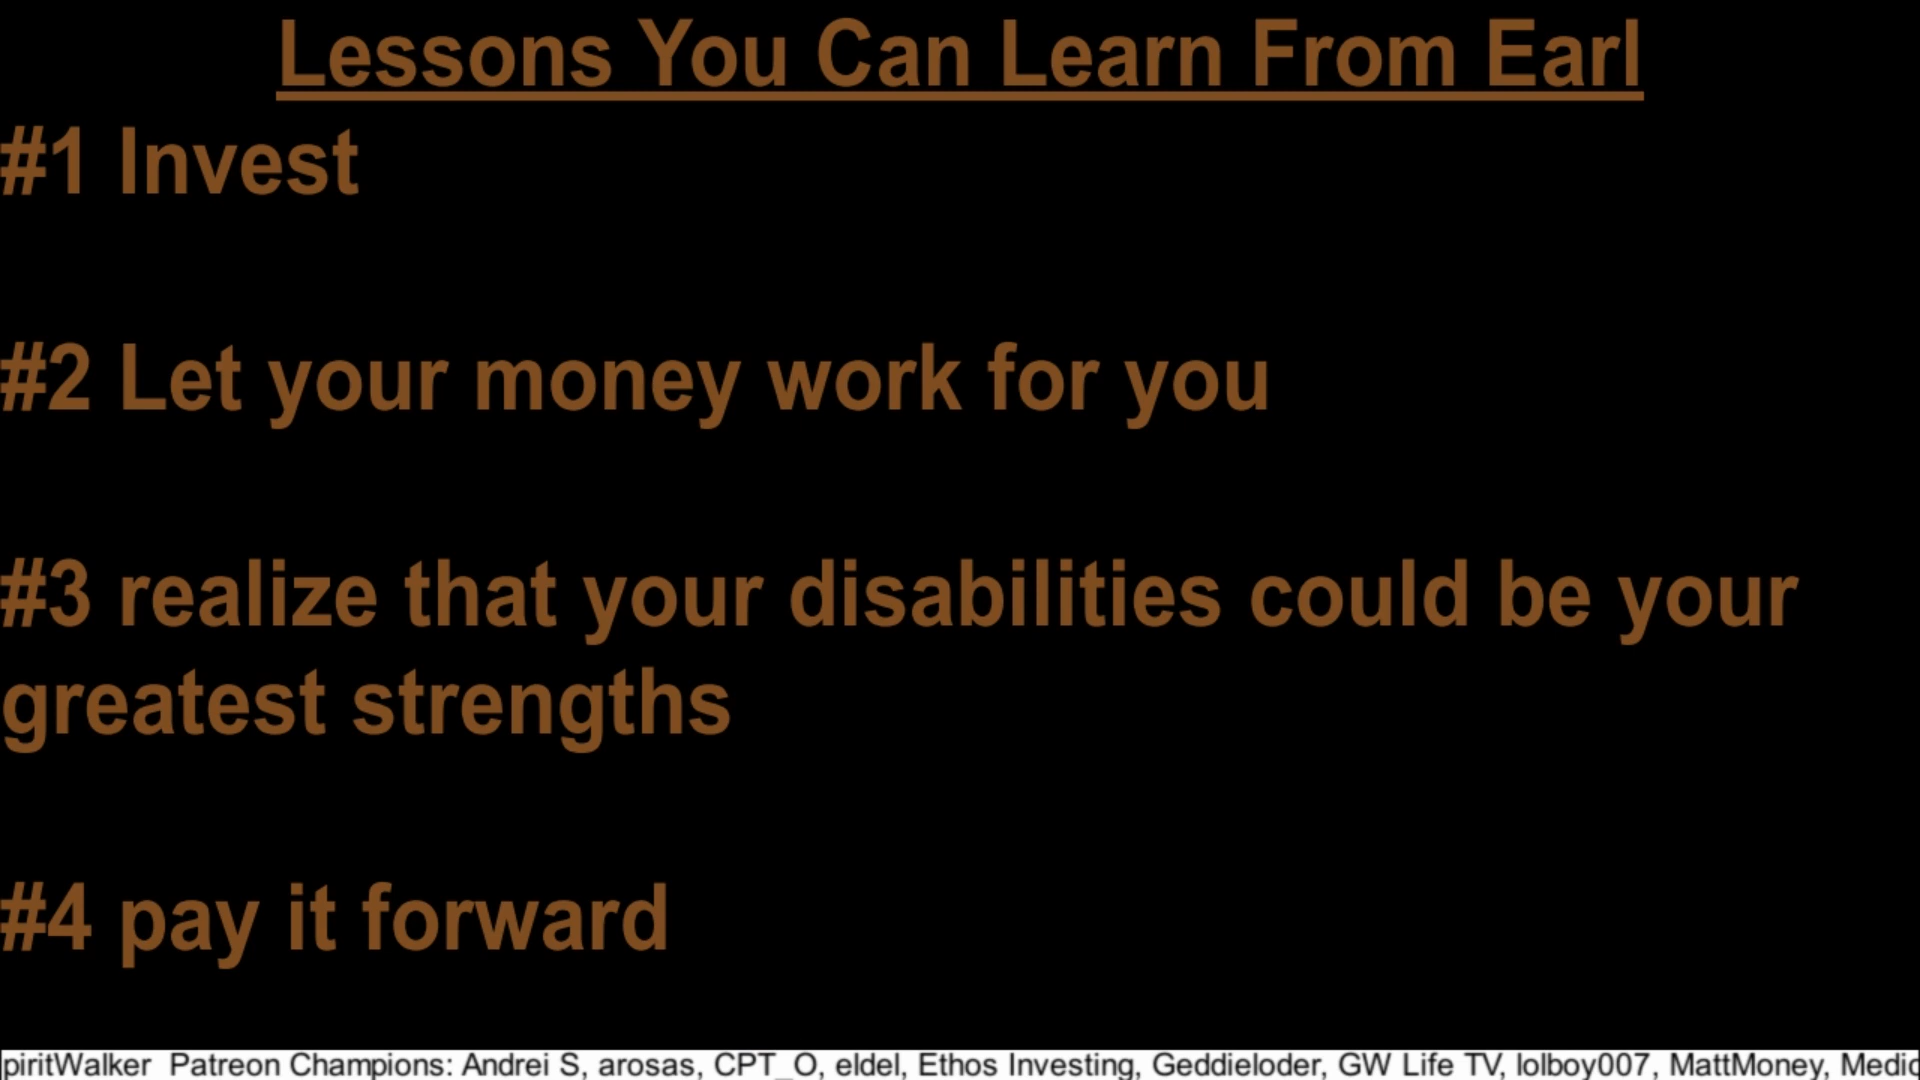 Lessons You Can Learn From Earl
#1 Invest
#2 Let your money work for you
#3 realize that your disabilities could be your
greatest strengths
#4 pay it forward
piritWalker Patreon Champions: Andrei S, arosas, CPT_O, eldel, Ethos Investing, Geddieloder, GW Life TV, lolboy007, MattMoney,